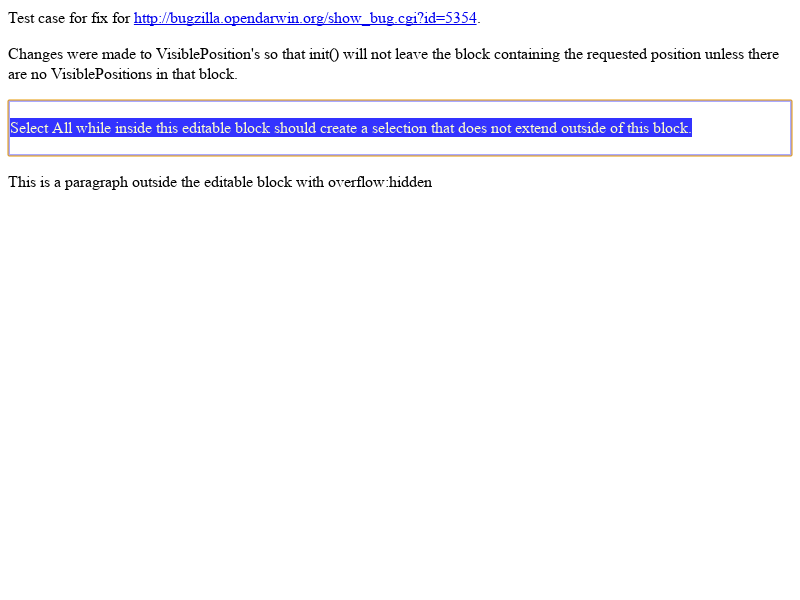 Test case for fix for http://bugzilla.opendarwin.org/show_bug.cgi?id=5354.
Changes were made to VisiblePosition's so that init() will not leave the block containing the requested position unless there
are no VisiblePositions in that block.
Select All while inside this editable block should create a selection that does not extend outside of this block.
This is a paragraph outside the editable block with overflow:hidden